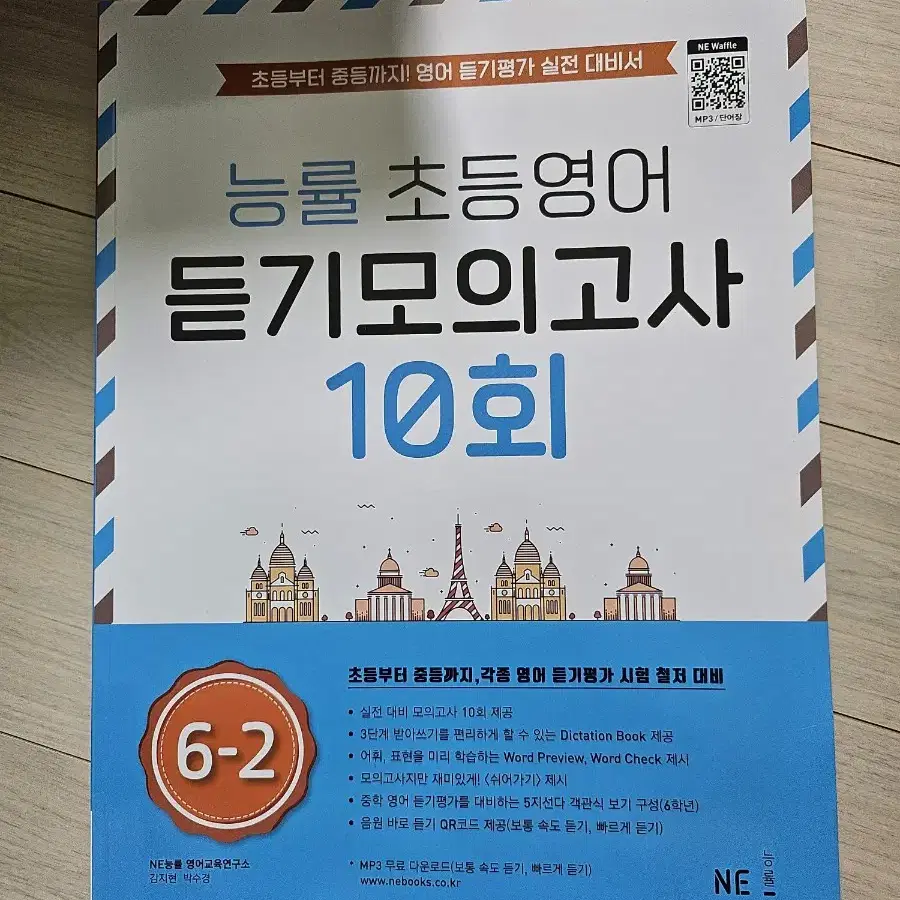 초등부터 중등까지! 영어 듣기평가 실전 대비서
NE Waffle
MP3 / 단어장
능률 초등영어
듣기모의고사
10회
6-2
초등부터 중등까지, 각종 영어 듣기평가 시험 철저 대비
• 실전 대비 모의고사 10회 제공
• 3단계 받아쓰기를 편리하게 할 수 있는 Dictation Book 제공
• 어휘, 표현을 미리 학습하는 Word Preview, Word Check 제시
• 모의고사지만 재미있게! <쉬어가기> 제시
• 중학 영어 듣기평가를 대비하는 5지선다 객관식 보기 구성(6학년)
• 음원 바로 듣기 QR코드 제공(보통 속도 듣기, 빠르게 듣기)
* MP3 무료 다운로드(보통 속도 듣기, 빠르게 듣기)
www.nebooks.co.kr
NE능률 영어교육연구소
김지현 박수경
NE 능률